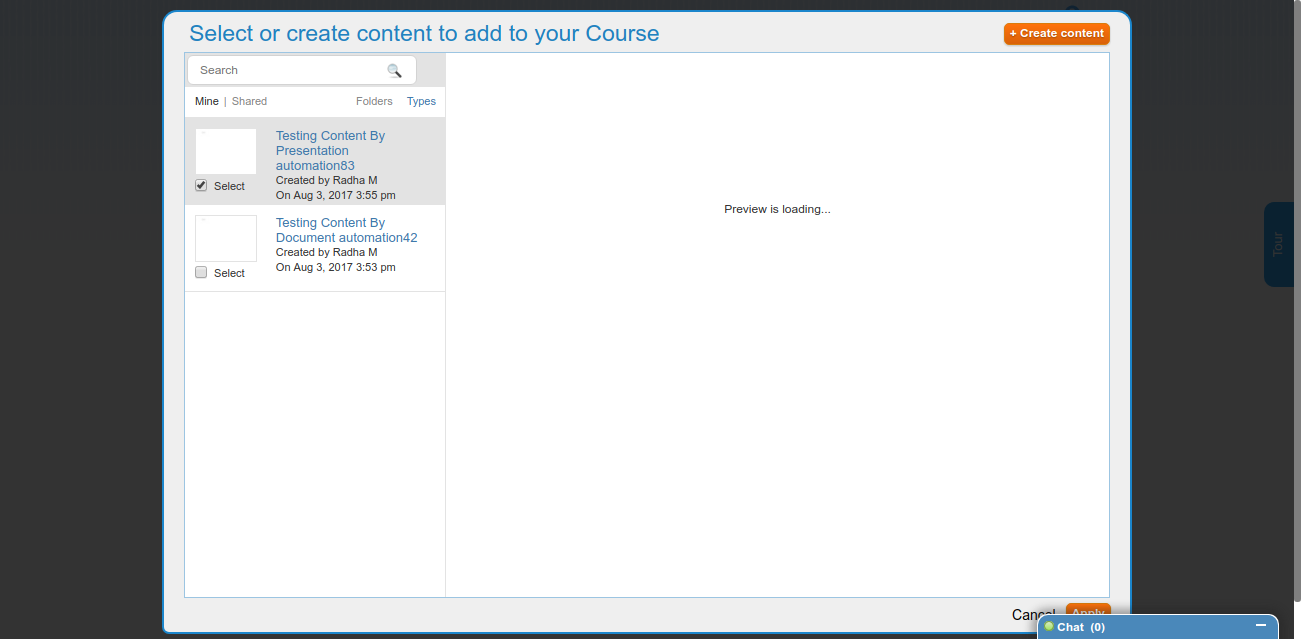 Select or create content to add to your Course
+ Create content
Search
Mine | Shared
Folders Types
Testing Content By
Presentation
automation83
Created by Radha M
On Aug 3, 2017 3:55 pm
Select
Testing Content By
Document automation42
Created by Radha M
On Aug 3, 2017 3:53 pm
Select
Preview is loading...
Tour
Cancel
Apply
Chat (0)